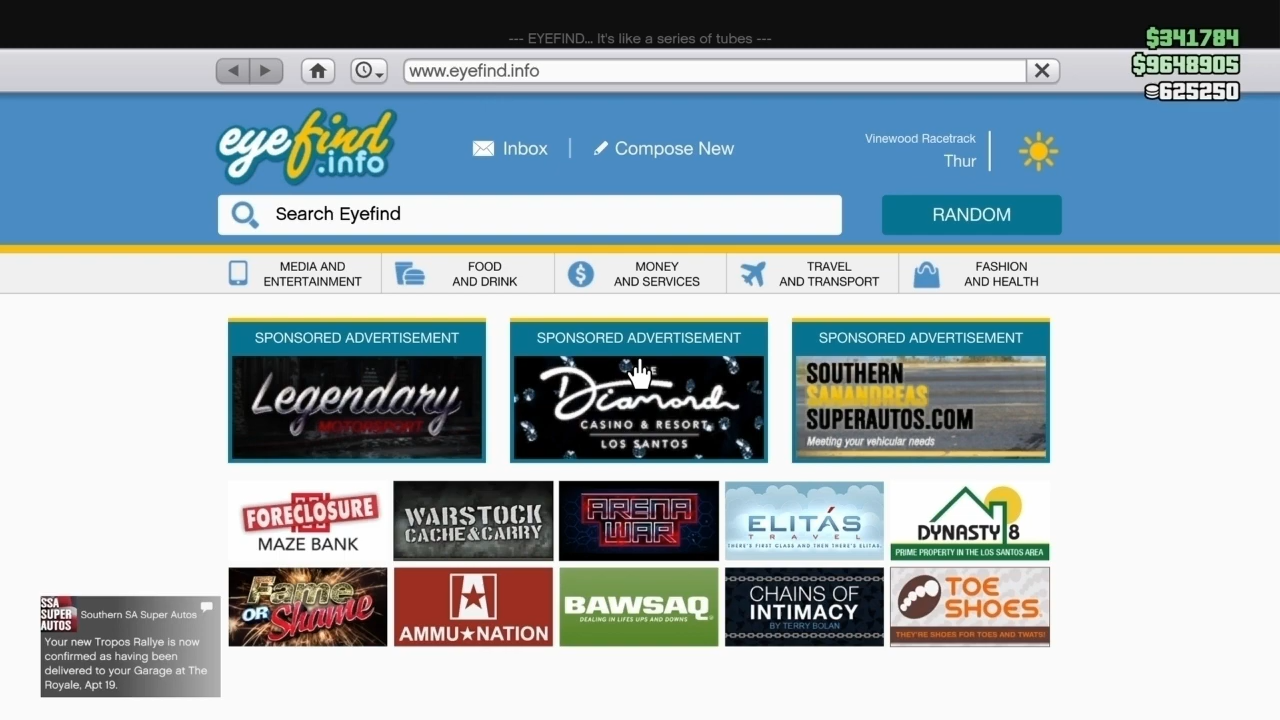 --- EYEFIND... It's like a series of tubes ---
$341784
$9648905
625250
www.eyefind.info
eyefind
.info
Inbox
Compose New
Vinewood Racetrack
Thur
Search Eyefind
RANDOM
MEDIA AND
ENTERTAINMENT
FOOD
AND DRINK
MONEY
AND SERVICES
TRAVEL
AND TRANSPORT
FASHION
AND HEALTH
SPONSORED ADVERTISEMENT
Legendary
MOTORSPORT
SPONSORED ADVERTISEMENT
Diamond
CASINO & RESORT
LOS SANTOS
SPONSORED ADVERTISEMENT
SOUTHERN
SANANDREAS
SUPERAUTOS.COM
Meeting your vehicular needs
FORECLOSURE
MAZE BANK
WARSTOCK
CACHE&CARRY
ARENA
WAR
ELITÁS
TRAVEL
THERE'S FIRST CLASS AND THEN THERE'S ELITAS.
DYNASTY 8
PRIME PROPERTY IN THE LOS SANTOS AREA
Fame
OR Shame
AMMU★NATION
BAWSAQ
DEALING IN LIFES UPS AND DOWNS
CHAINS OF
INTIMACY
BY TERRY BOLAN
TOE
SHOES
THEY'RE SHOES FOR TOES AND TWATS!
SSA
SUPER
AUTOS
Southern SA Super Autos
Your new Tropos Rallye is now
confirmed as having been
delivered to your Garage at The
Royale, Apt 19.